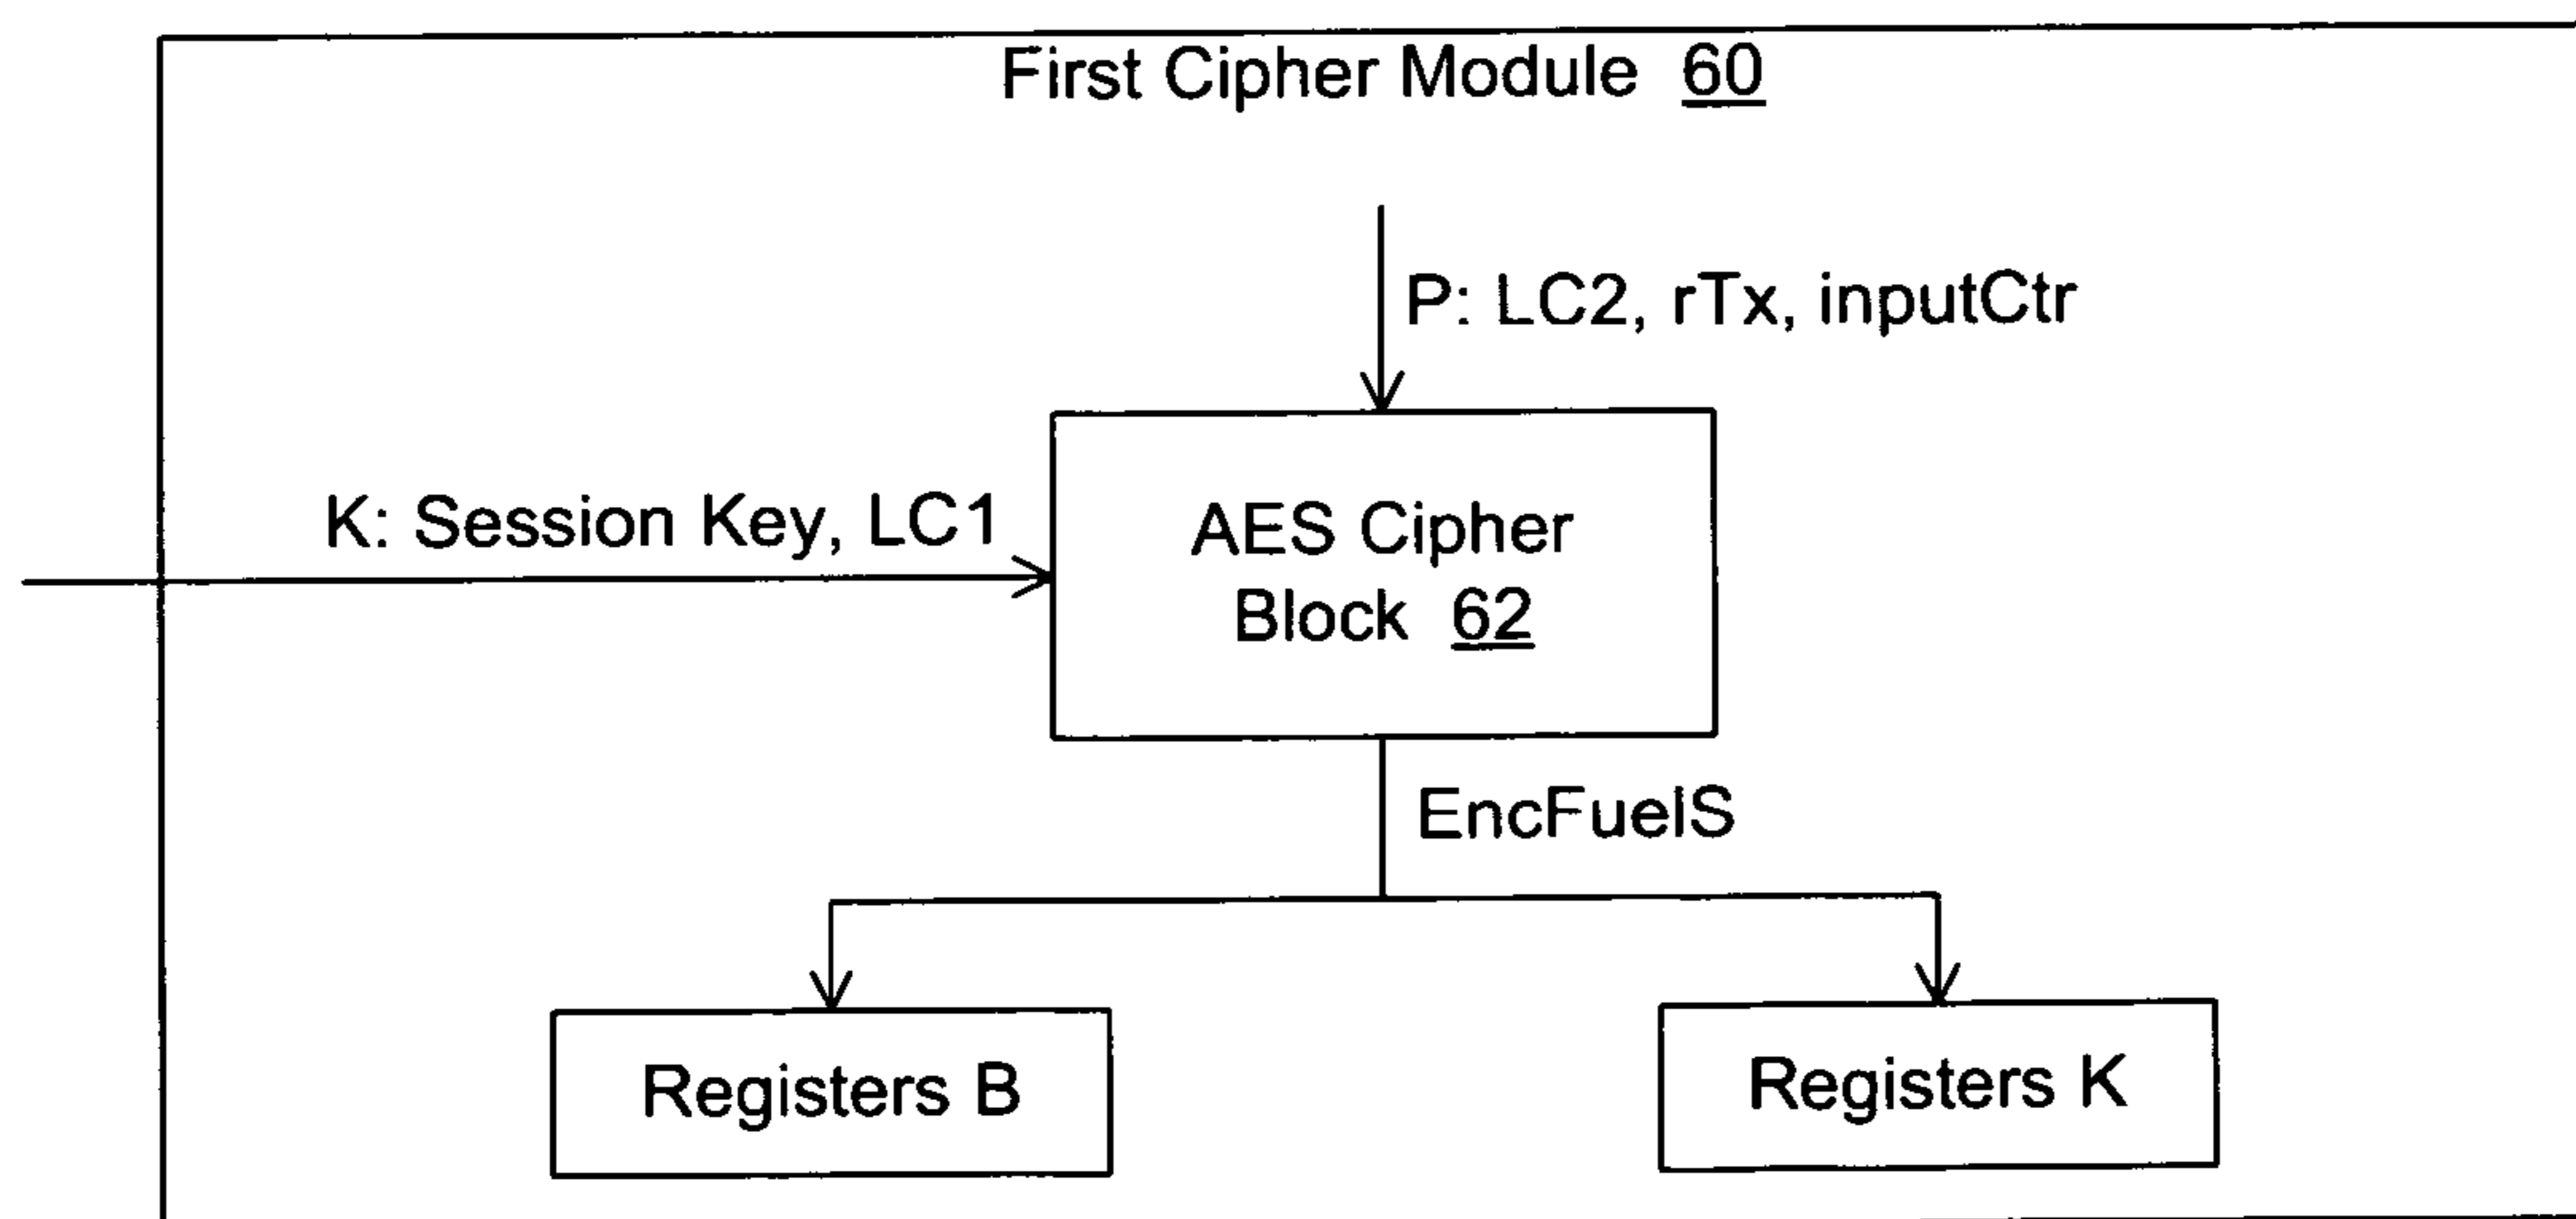 First Cipher Module 60
P: LC2, rTx, inputCtr
K: Session Key, LC1
AES Cipher
Block 62
EncFuelS
Registers B
Registers K